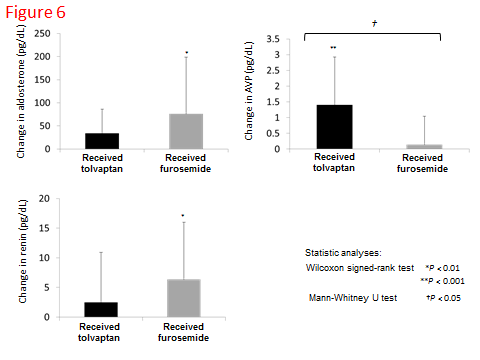 Figure 6
Change in aldosterone (pg/dL)
250
200
150
100
50
0
*
Received tolvaptan
Received furosemide
Change in AVP (pg/dL)
3.5
3
2.5
2
1.5
1
0.5
0
†
**
Received tolvaptan
Received furosemide
Change in renin (pg/dL)
20
15
10
5
0
*
Received tolvaptan
Received furosemide
Statistic analyses:
Wilcoxon signed-rank test *P < 0.01
**P < 0.001
Mann-Whitney U test †P < 0.05